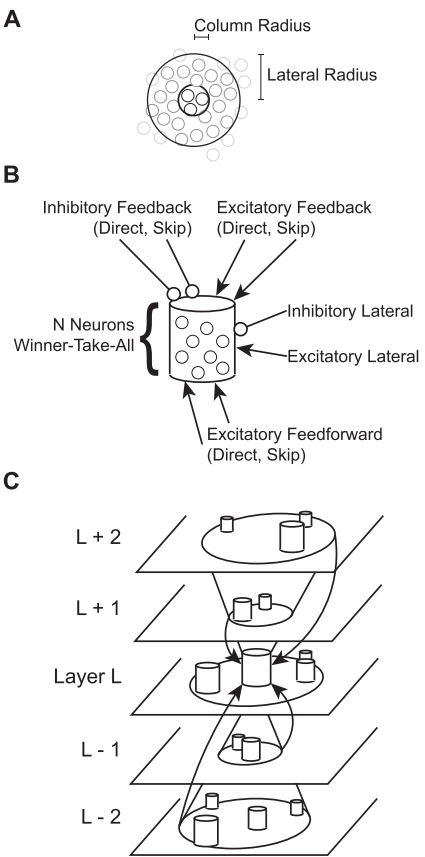 A
Column Radius
Lateral Radius
B
Inhibitory Feedback
(Direct, Skip)
Excitatory Feedback
(Direct, Skip)
N Neurons
Winner-Take-All
Inhibitory Lateral
Excitatory Lateral
Excitatory Feedforward
(Direct, Skip)
C
L + 2
L + 1
Layer L
L - 1
L - 2